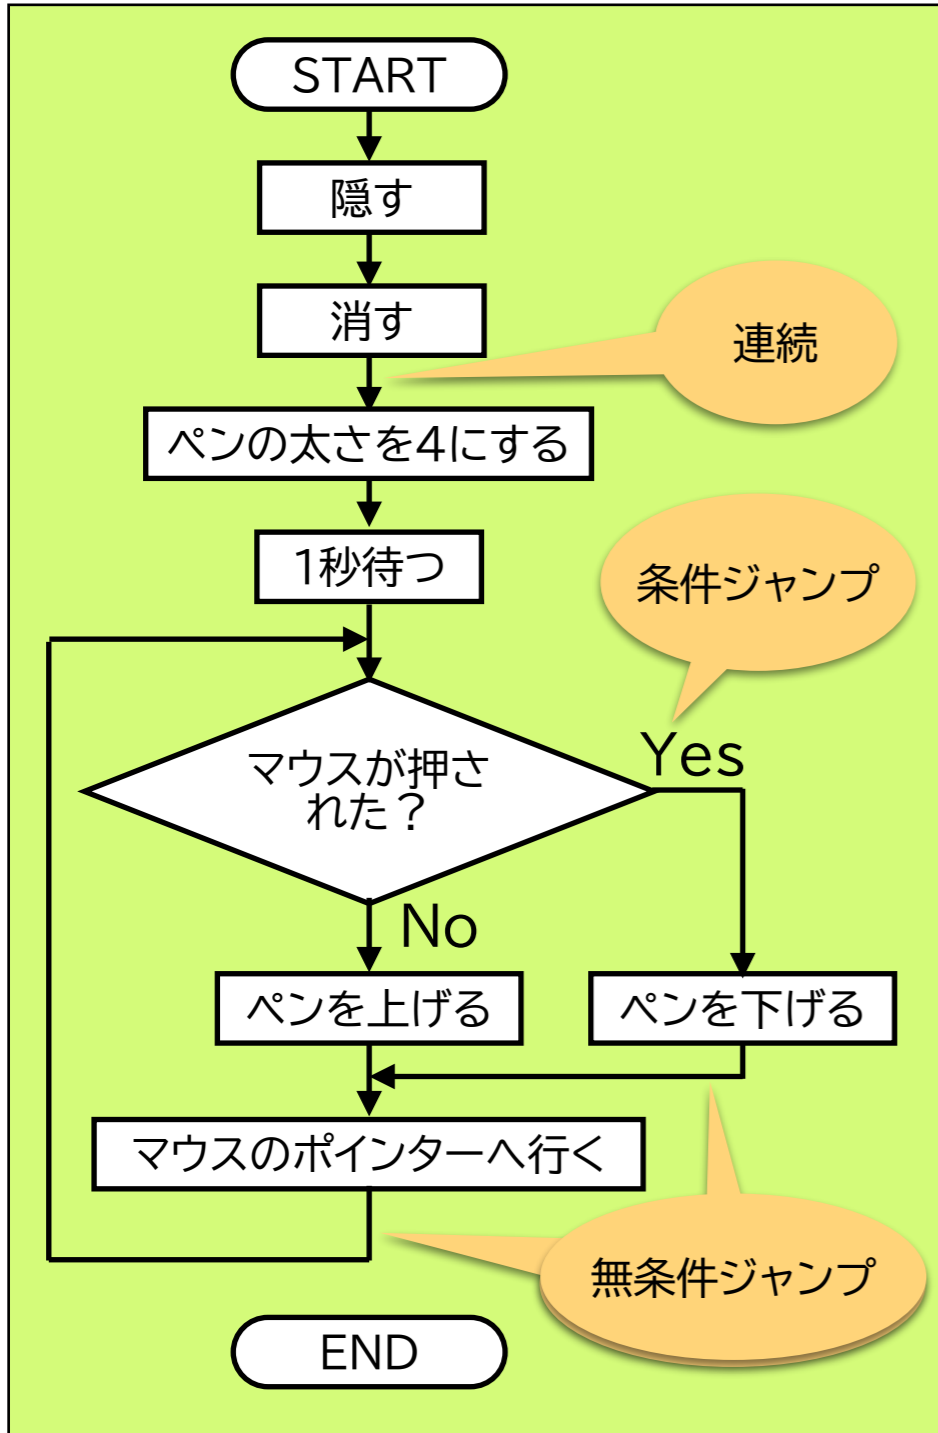 START
隠す
消す
連続
ペンの太さを4にする
1秒待つ
条件ジャンプ
マウスが押さ
れた？
Yes
No
ペンを上げる
ペンを下げる
マウスのポインターへ行く
無条件ジャンプ
END